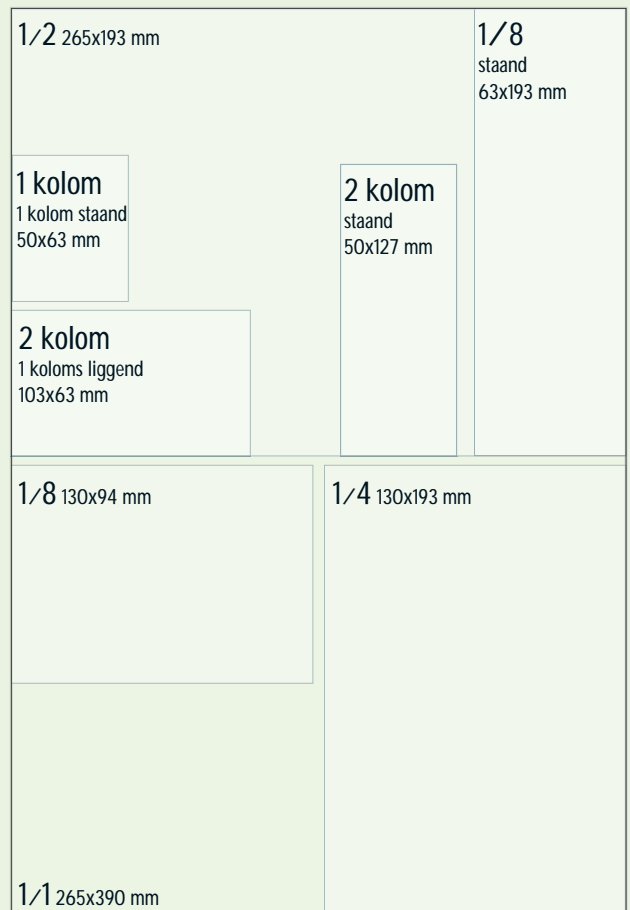 1/2 265x193 mm
1/8
staand
63x193 mm
1 kolom
1 kolom staand
50x63 mm
2 kolom
staand
50x127 mm
2 kolom
1 koloms liggend
103x63 mm
1/8 130x94 mm
1/4 130x193 mm
1/1 265x390 mm